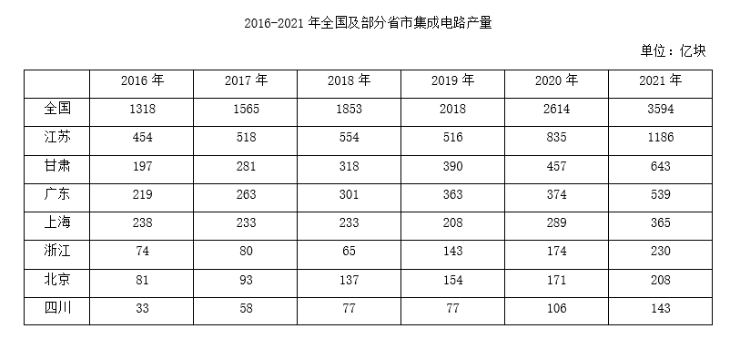 2016-2021 年全国及部分省市集成电路产量
单位：亿块
2016 年 2017 年 2018 年 2019 年 2020 年 2021 年
全国 1318 1565 1853 2018 2614 3594
江苏 454 518 554 516 835 1186
甘肃 197 281 318 390 457 643
广东 219 263 301 363 374 539
上海 238 233 233 208 289 365
浙江 74 80 65 143 174 230
北京 81 93 137 154 171 208
四川 33 58 77 77 106 143